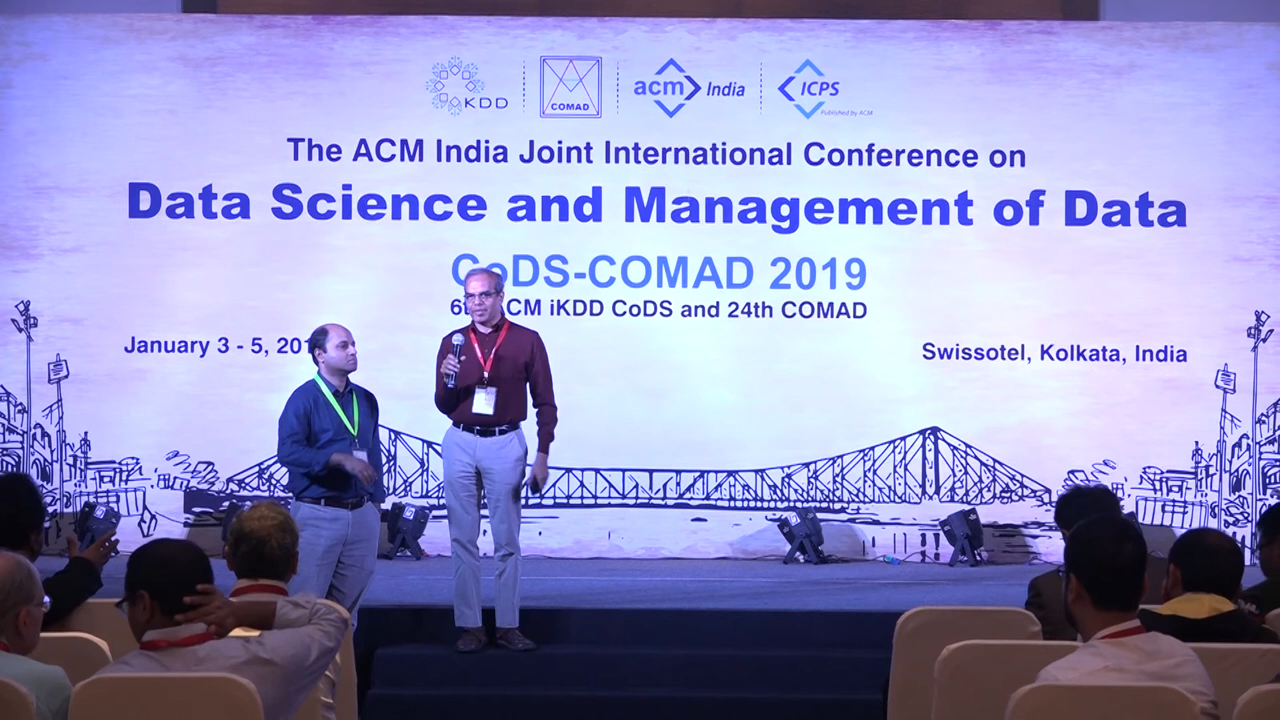 KDD
COMAD
acm India
ICPS
Published by ACM
The ACM India Joint International Conference on
Data Science and Management of Data
CoDS-COMAD 2019
ACM iKDD CoDS and 24th COMAD
January 3 - 5,
Swissotel, Kolkata, India